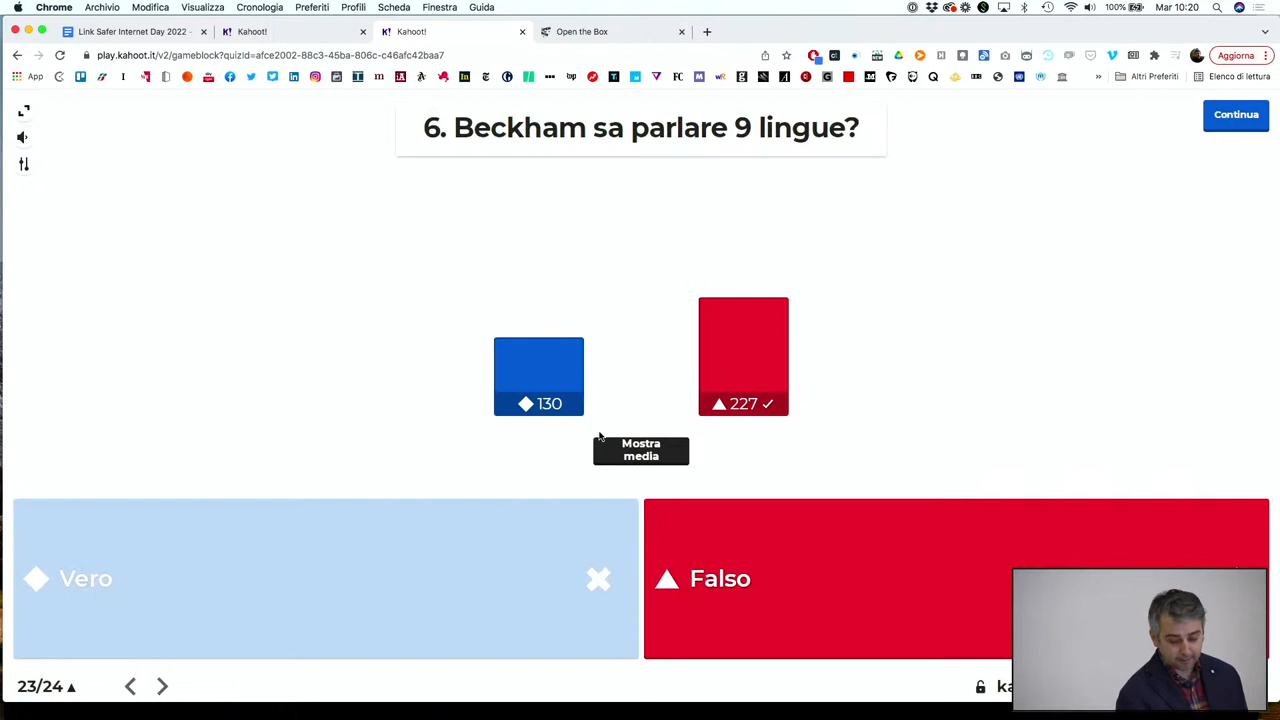 Chrome Archivio Modifica Visualizza Cronologia Preferiti Profili Scheda Finestra Guida
100% Mar 10:20
Link Safer Internet Day 2022 -
Kahoot!
Kahoot!
Open the Box
play.kahoot.it/v2/gameblock?quizId=afce2002-88c3-45ba-806c-c46afc42baa7
Aggiorna
App
Altri Preferiti
Elenco di lettura
6. Beckham sa parlare 9 lingue?
Continua
130
227
Mostra
media
Vero
Falso
23/24